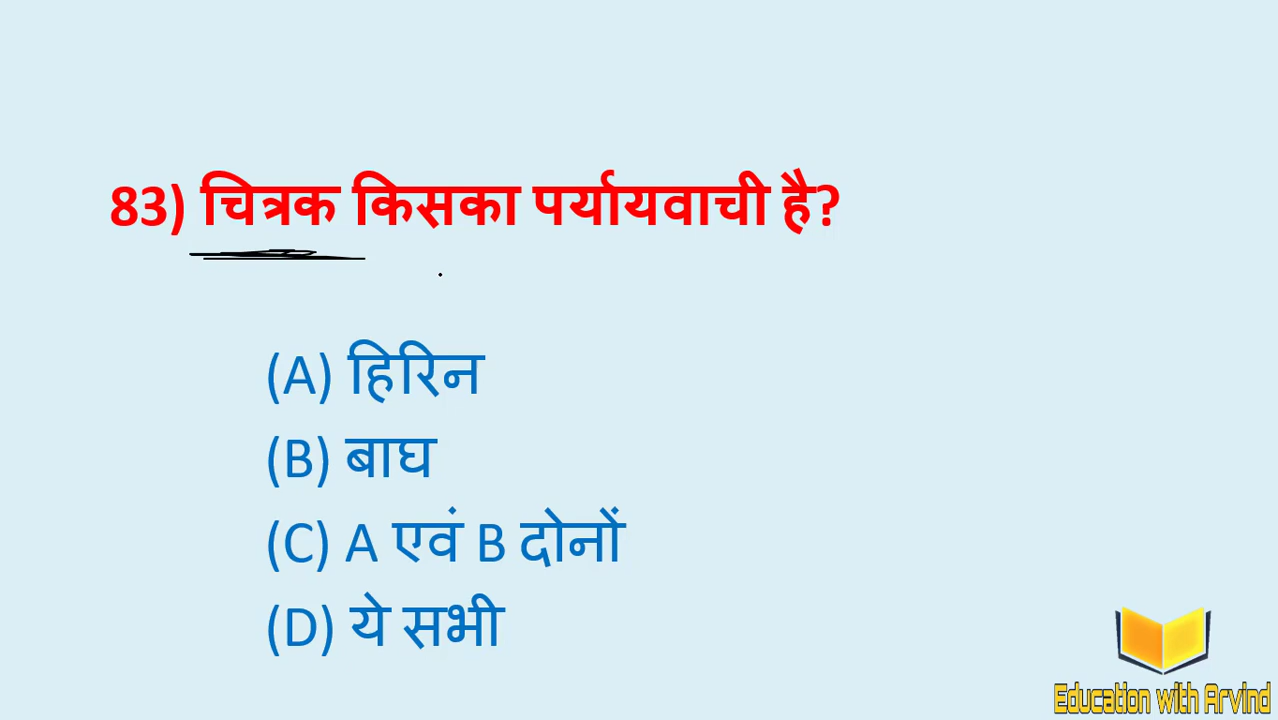 83) चित्रक किसका पर्यायवाची है?
(A) हिरिन
(B) बाघ
(C) A एवं B दोनों
(D) ये सभी
Education with Arvind